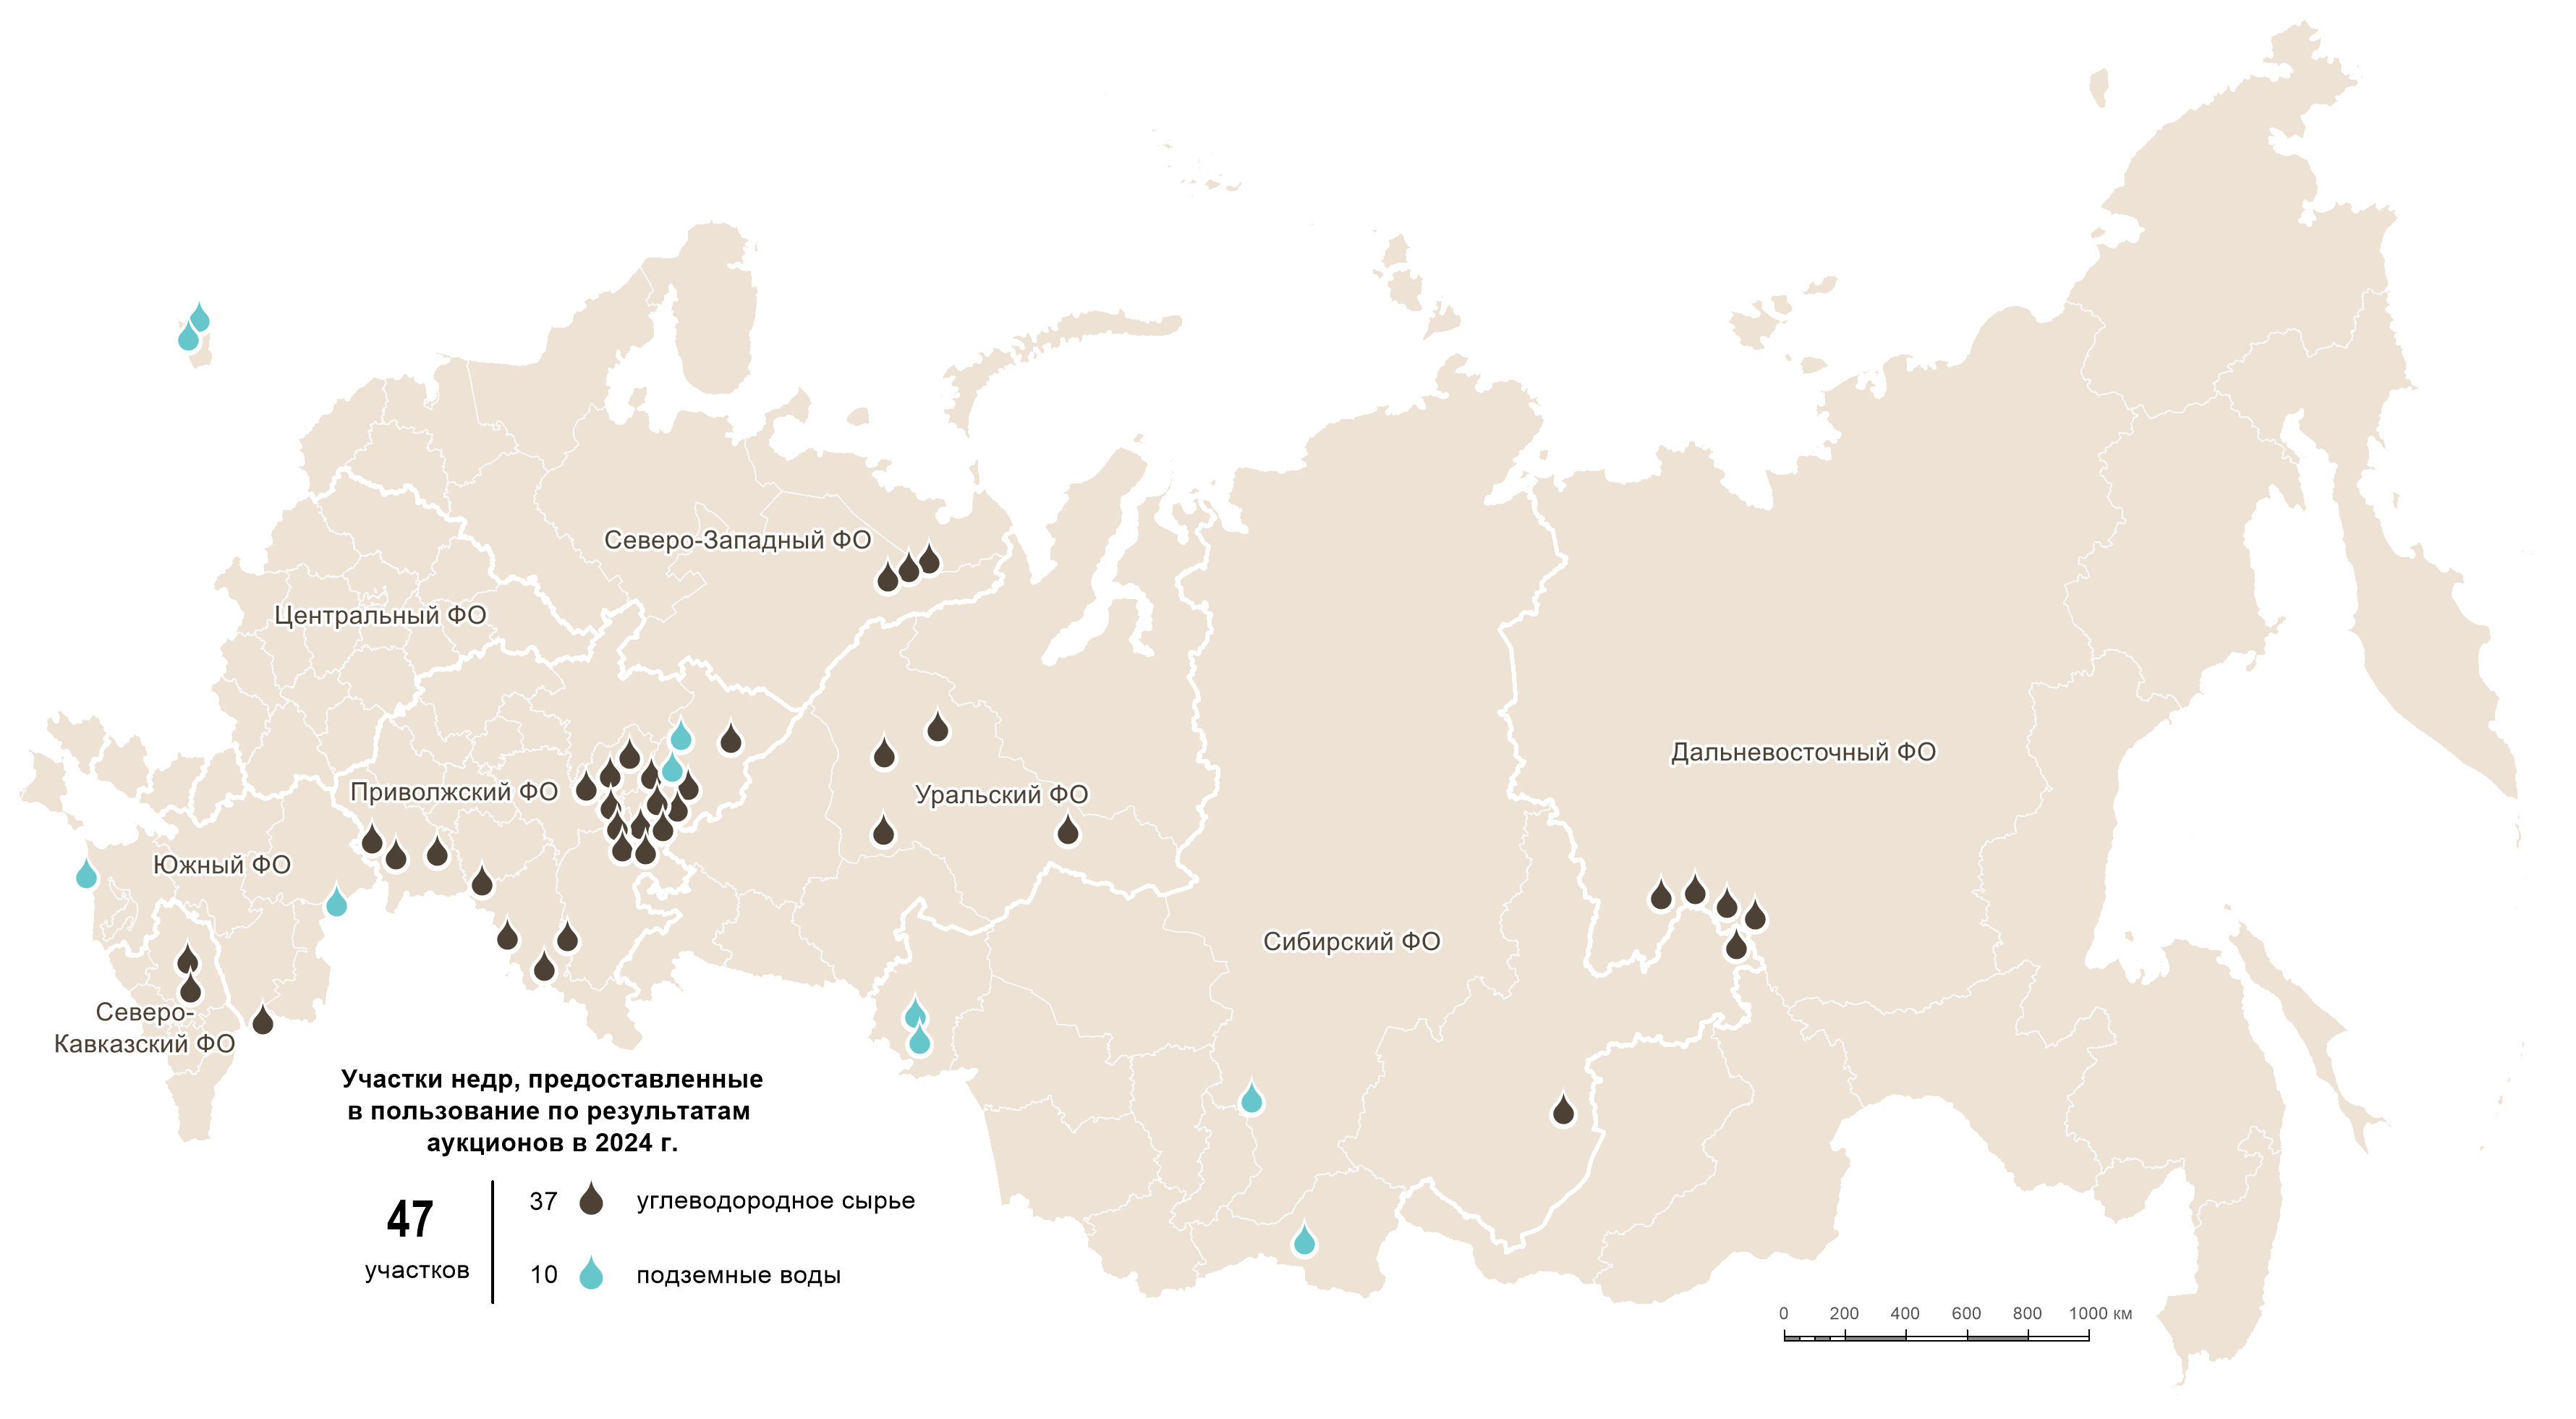 Северо-Западный ФО
Центральный ФО
Приволжский ФО
Уральский ФО
Дальневосточный ФО
Южный ФО
Сибирский ФО
Северо-
Кавказский ФО
Участки недр, предоставленные
в пользование по результатам
аукционов в 2024 г.
47
участков
37 углеводородное сырье
10 подземные воды
0 200 400 600 800 1000 км